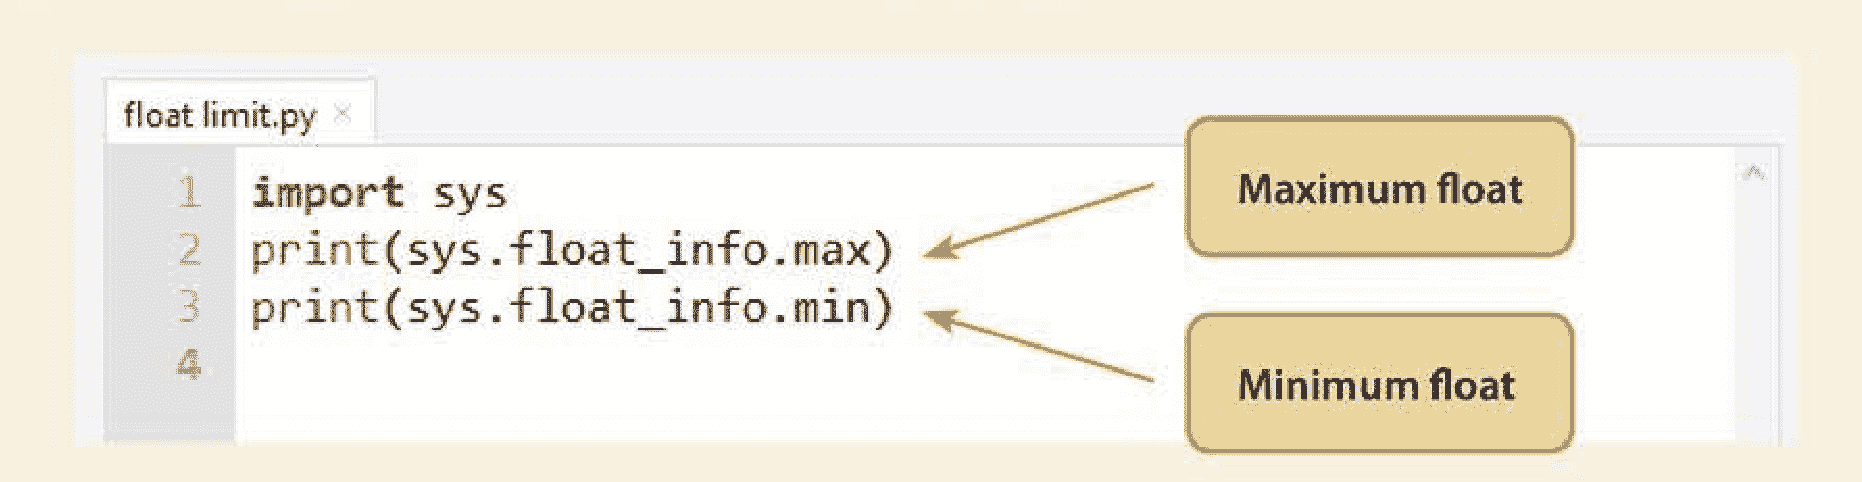 float limit.py ×
1 import sys
2 print(sys.float_info.max)
3 print(sys.float_info.min)
4
Maximum float
Minimum float